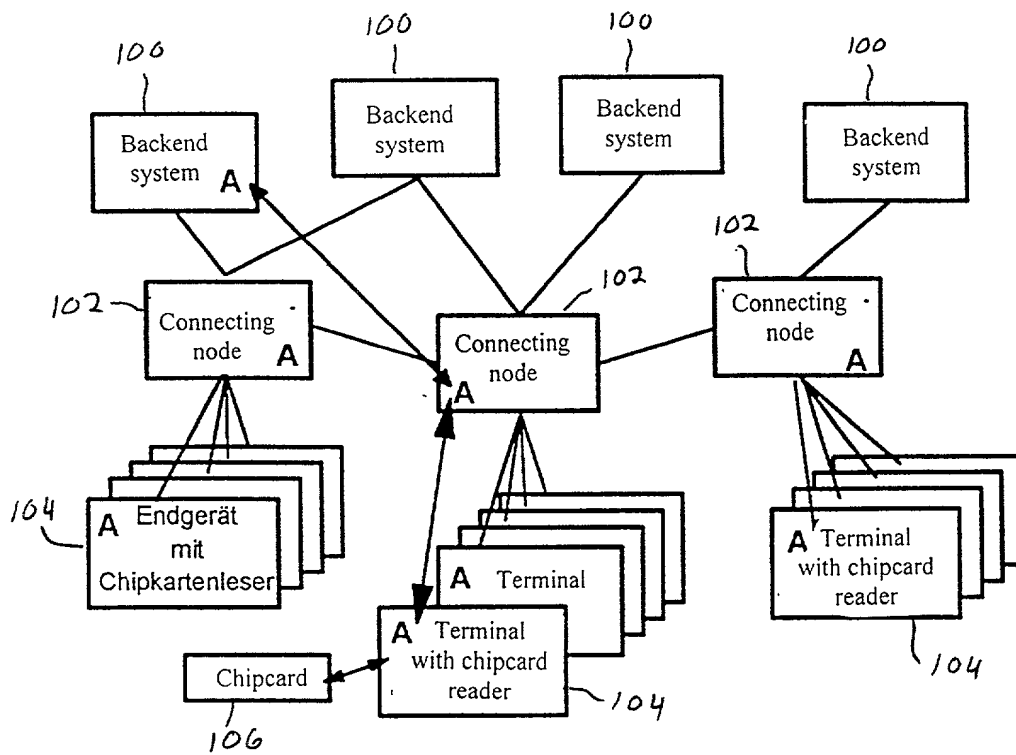 100
100
100
100
Backend
system
A
Backend
system
Backend
system
Backend
system
102
Connecting
node
A
102
Connecting
node
A
102
Connecting
node
A
104
A Endgerät
mit
Chipkartenleser
A Terminal
A Terminal
with chipcard
reader
104
A Terminal
with chipcard
reader
104
Chipcard
106